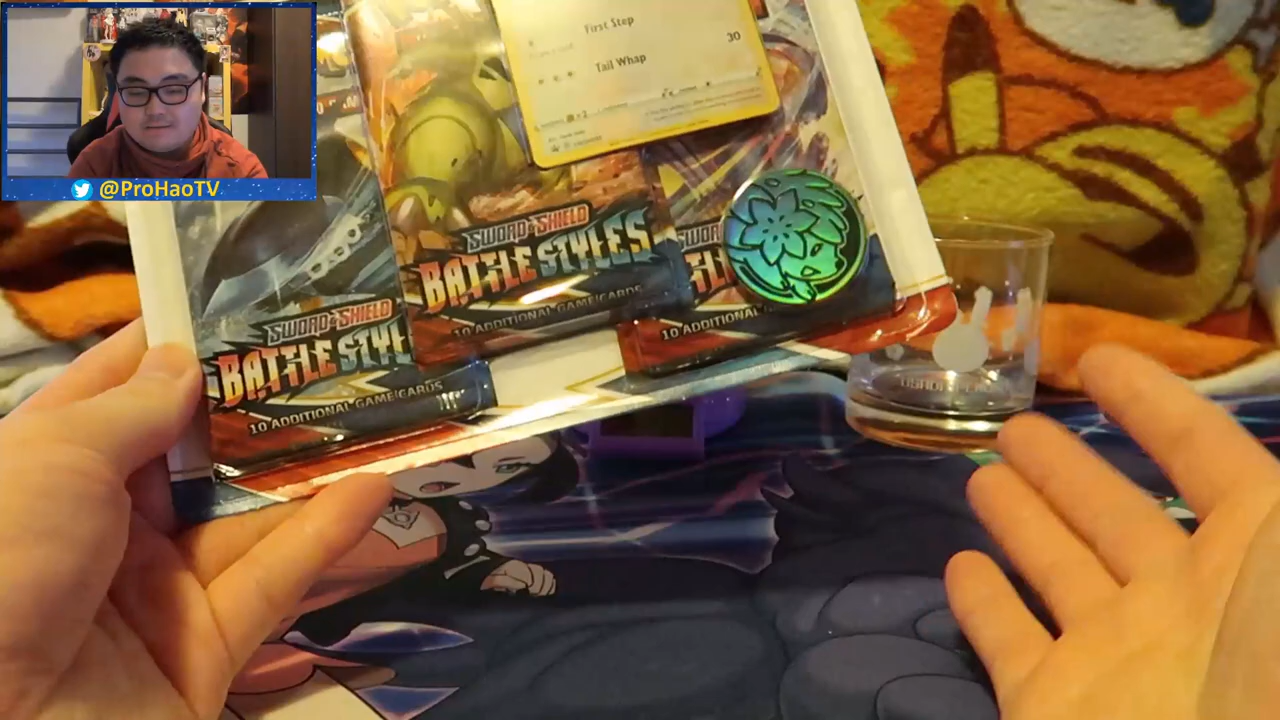 @ProHaoTV
First Step
30
Tail Whap
SWORD & SHIELD
BATTLE STYLES
10 ADDITIONAL GAME CARDS
SWORD & SHIELD
BATTLE STYL
10 ADDITIONAL GAME CARDS
SWORD
10 ADDITIONAL